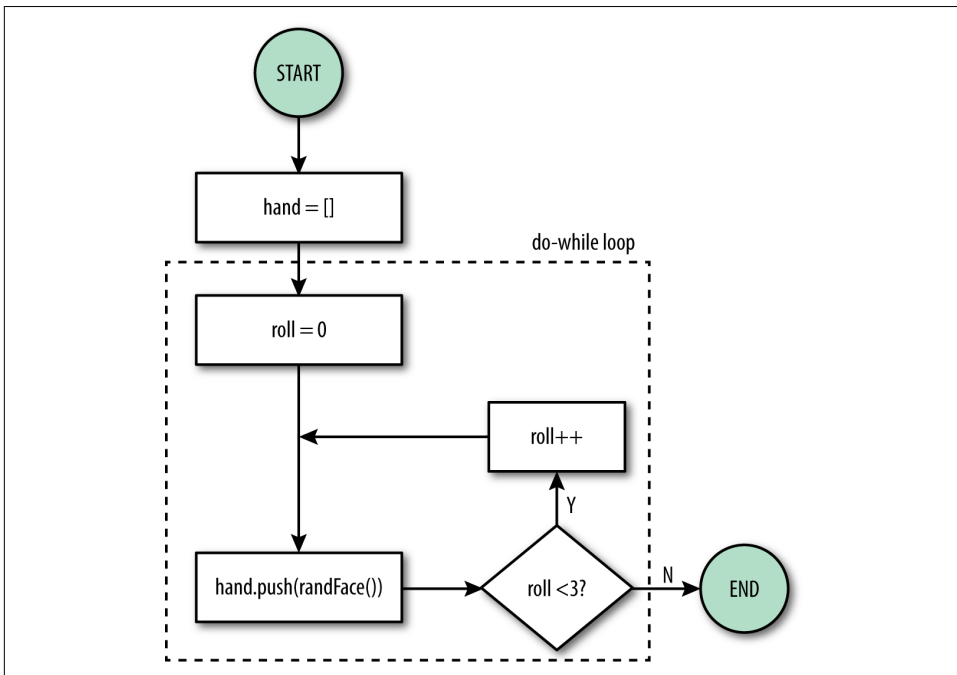 START
hand = []
do-while loop
roll = 0
roll++
Y
hand.push(randFace())
roll <3?
N
END